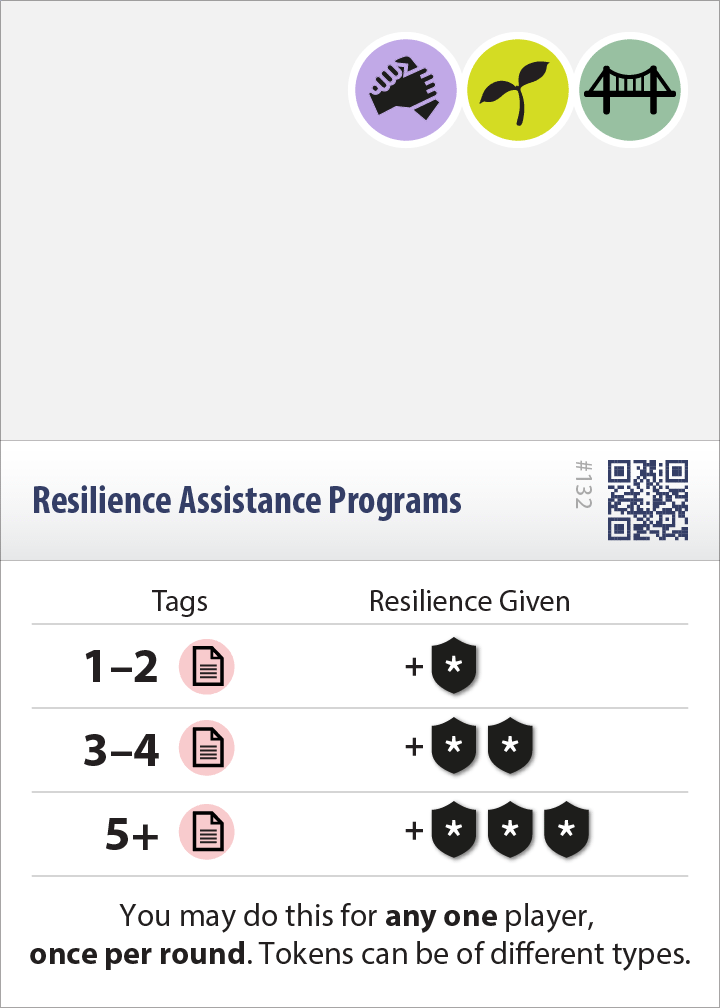 Resilience Assistance Programs
#132
Tags Resilience Given
1–2 +
3–4 +
5+ +
You may do this for any one player,
once per round. Tokens can be of different types.